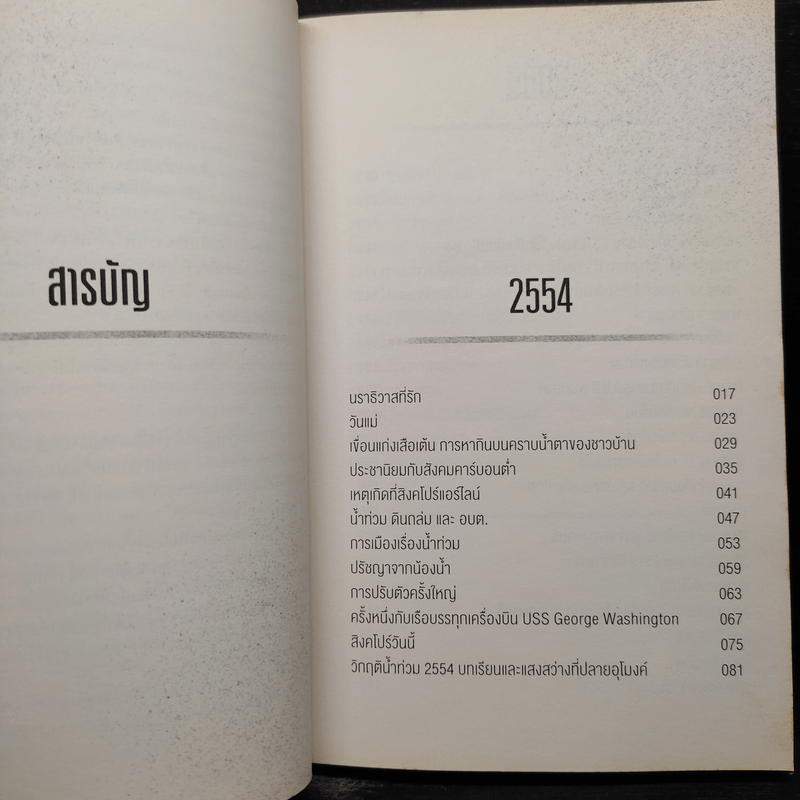 สารบัญ
2554
นราธิวาสที่รัก 017
วันแม่ 023
เขื่อนแก่งเสือเต้น การหากินบนคราบน้ำตาของชาวบ้าน 029
ประชานิยมกับสังคมคาร์บอนต่ำ 035
เหตุเกิดที่สิงคโปร์แอร์ไลน์ 041
น้ำท่วม ดินถล่ม และ อบต. 047
การเมืองเรื่องน้ำท่วม 053
ปรัชญาจากน้องน้ำ 059
การปรับตัวครั้งใหญ่ 063
ครั้งหนึ่งกับเรือบรรทุกเครื่องบิน USS George Washington 067
สิงคโปร์วันนี้ 075
วิกฤติน้ำท่วม 2554 บทเรียนและแสงสว่างที่ปลายอุโมงค์ 081